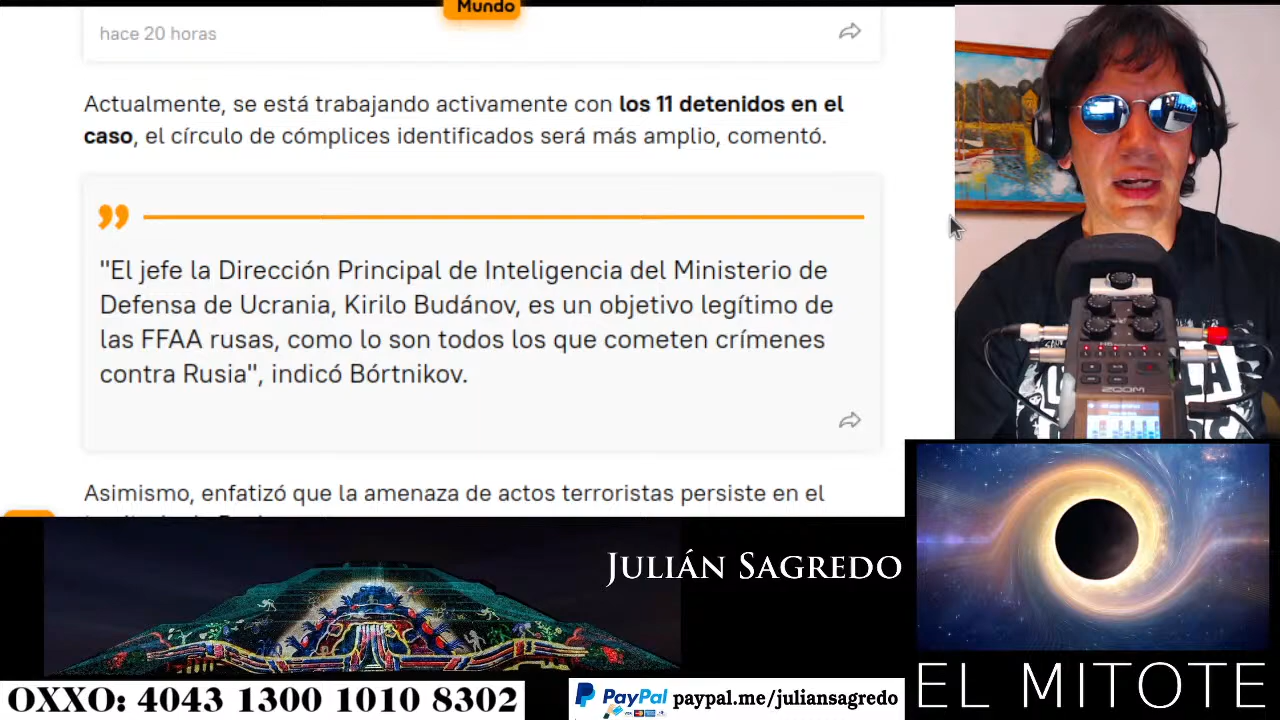 Mundo
hace 20 horas
Actualmente, se está trabajando activamente con los 11 detenidos en el
caso, el círculo de cómplices identificados será más amplio, comentó.
"El jefe la Dirección Principal de Inteligencia del Ministerio de
Defensa de Ucrania, Kirilo Budánov, es un objetivo legítimo de
las FFAA rusas, como lo son todos los que cometen crímenes
contra Rusia", indicó Bórtnikov.
Asimismo, enfatizó que la amenaza de actos terroristas persiste en el
ZOOM
JULIÁN SAGREDO
EL MITOTE
OXXO: 4043 1300 1010 8302
PayPal paypal.me/juliansagredo